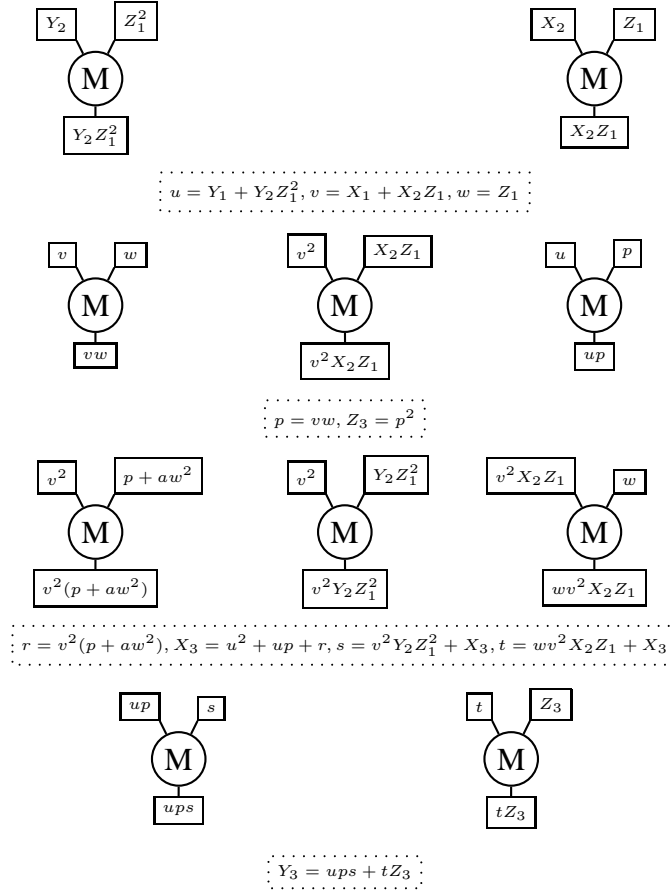 Y_2 Z_1^2 X_2 Z_1
M M
Y_2Z_1^2 X_2Z_1
u = Y_1 + Y_2Z_1^2, v = X_1 + X_2Z_1, w = Z_1
v w v^2 X_2Z_1 u p
M M M
vw v^2X_2Z_1 up
p = vw, Z_3 = p^2
v^2 p + aw^2 v^2 Y_2Z_1^2 v^2X_2Z_1 w
M M M
v^2(p + aw^2) v^2Y_2Z_1^2 wv^2X_2Z_1
r = v^2(p + aw^2), X_3 = u^2 + up + r, s = v^2Y_2Z_1^2 + X_3, t = wv^2X_2Z_1 + X_3
up s t Z_3
M M
ups tZ_3
Y_3 = ups + tZ_3